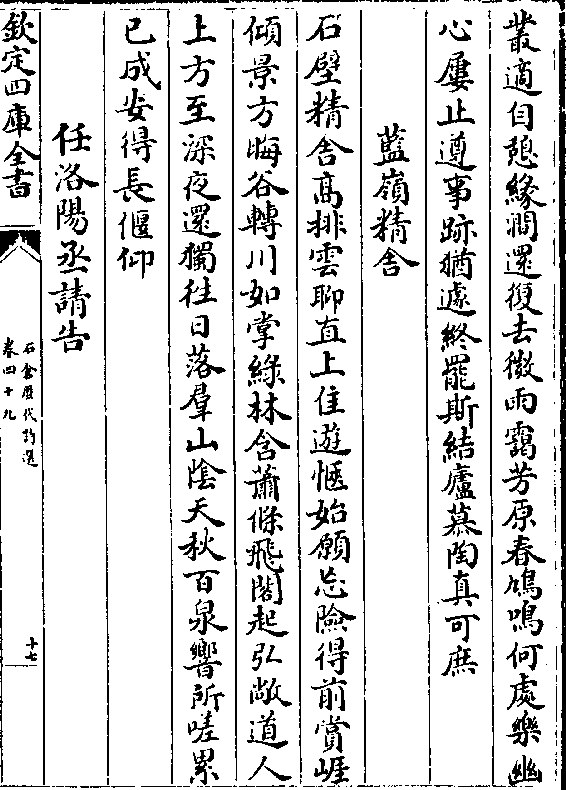 叢適自憩緣澗還復去微雨靄芳原春鳩鳴何處樂幽
心屢止遵事跡猶遽終罷斯結廬慕陶真可庶
藍嶺精舍
石壁精舍高排雲聊直上佳遊愜始願忘險得前賞崖
傾景方晦谷轉川如掌綠林含蕭條飛閣起弘敞道人
上方至深夜還獨往日落羣山陰天秋百泉響所嗟累
已成安得長偃仰
任洛陽丞請告
欽定四庫全書
石倉歷代詩選
卷四十九
十七